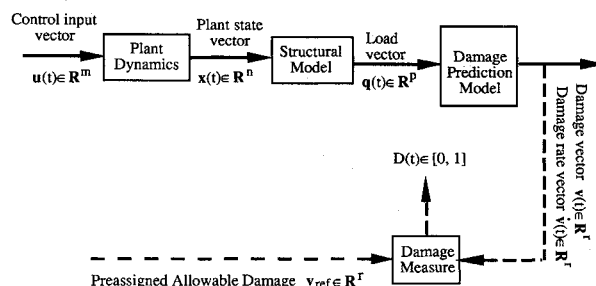 Control input
vector
u(t)∈ R^m
Plant
Dynamics
Plant state
vector
x(t)∈ R^n
Structural
Model
Load
vector
q(t)∈ R^p
Damage
Prediction
Model
Damage vector v(t)∈ R^r
Damage rate vector v̇(t)∈ R^r
D(t)∈[0, 1]
Damage
Measure
Preassigned Allowable Damage v_ref ∈ R^r